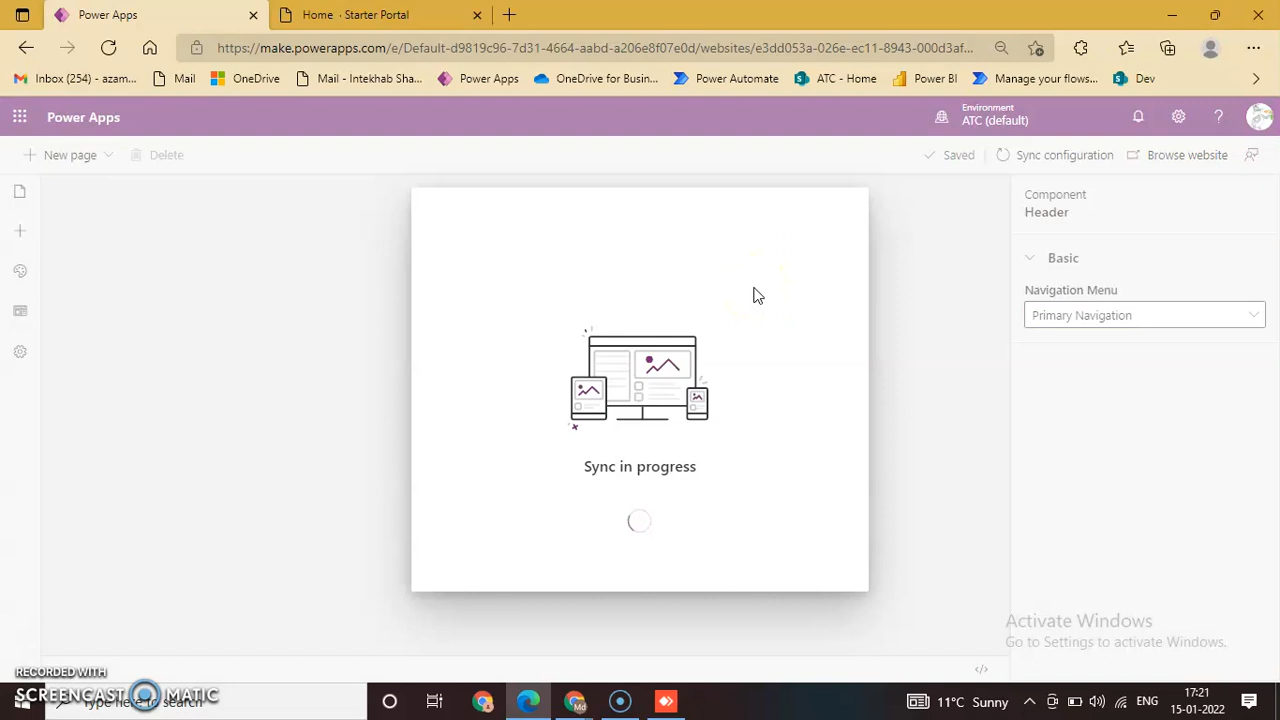 Power Apps
Home · Starter Portal
https://make.powerapps.com/e/Default-d9819c96-7d31-4664-aabd-a206e8f07e0d/websites/e3dd053a-026e-ec11-8943-000d3af...
Inbox (254) - azam...
Mail
OneDrive
Mail - Intekhab Sha...
Power Apps
OneDrive for Busin...
Power Automate
ATC - Home
Power BI
Manage your flows...
Dev
Power Apps
Environment
ATC (default)
New page
Delete
Saved
Sync configuration
Browse website
Component
Header
Basic
Navigation Menu
Primary Navigation
Sync in progress
Activate Windows
Go to Settings to activate Windows.
RECORDED WITH
SCREENCAST MATIC
Type here to search
11°C Sunny
ENG
17:21
15-01-2022